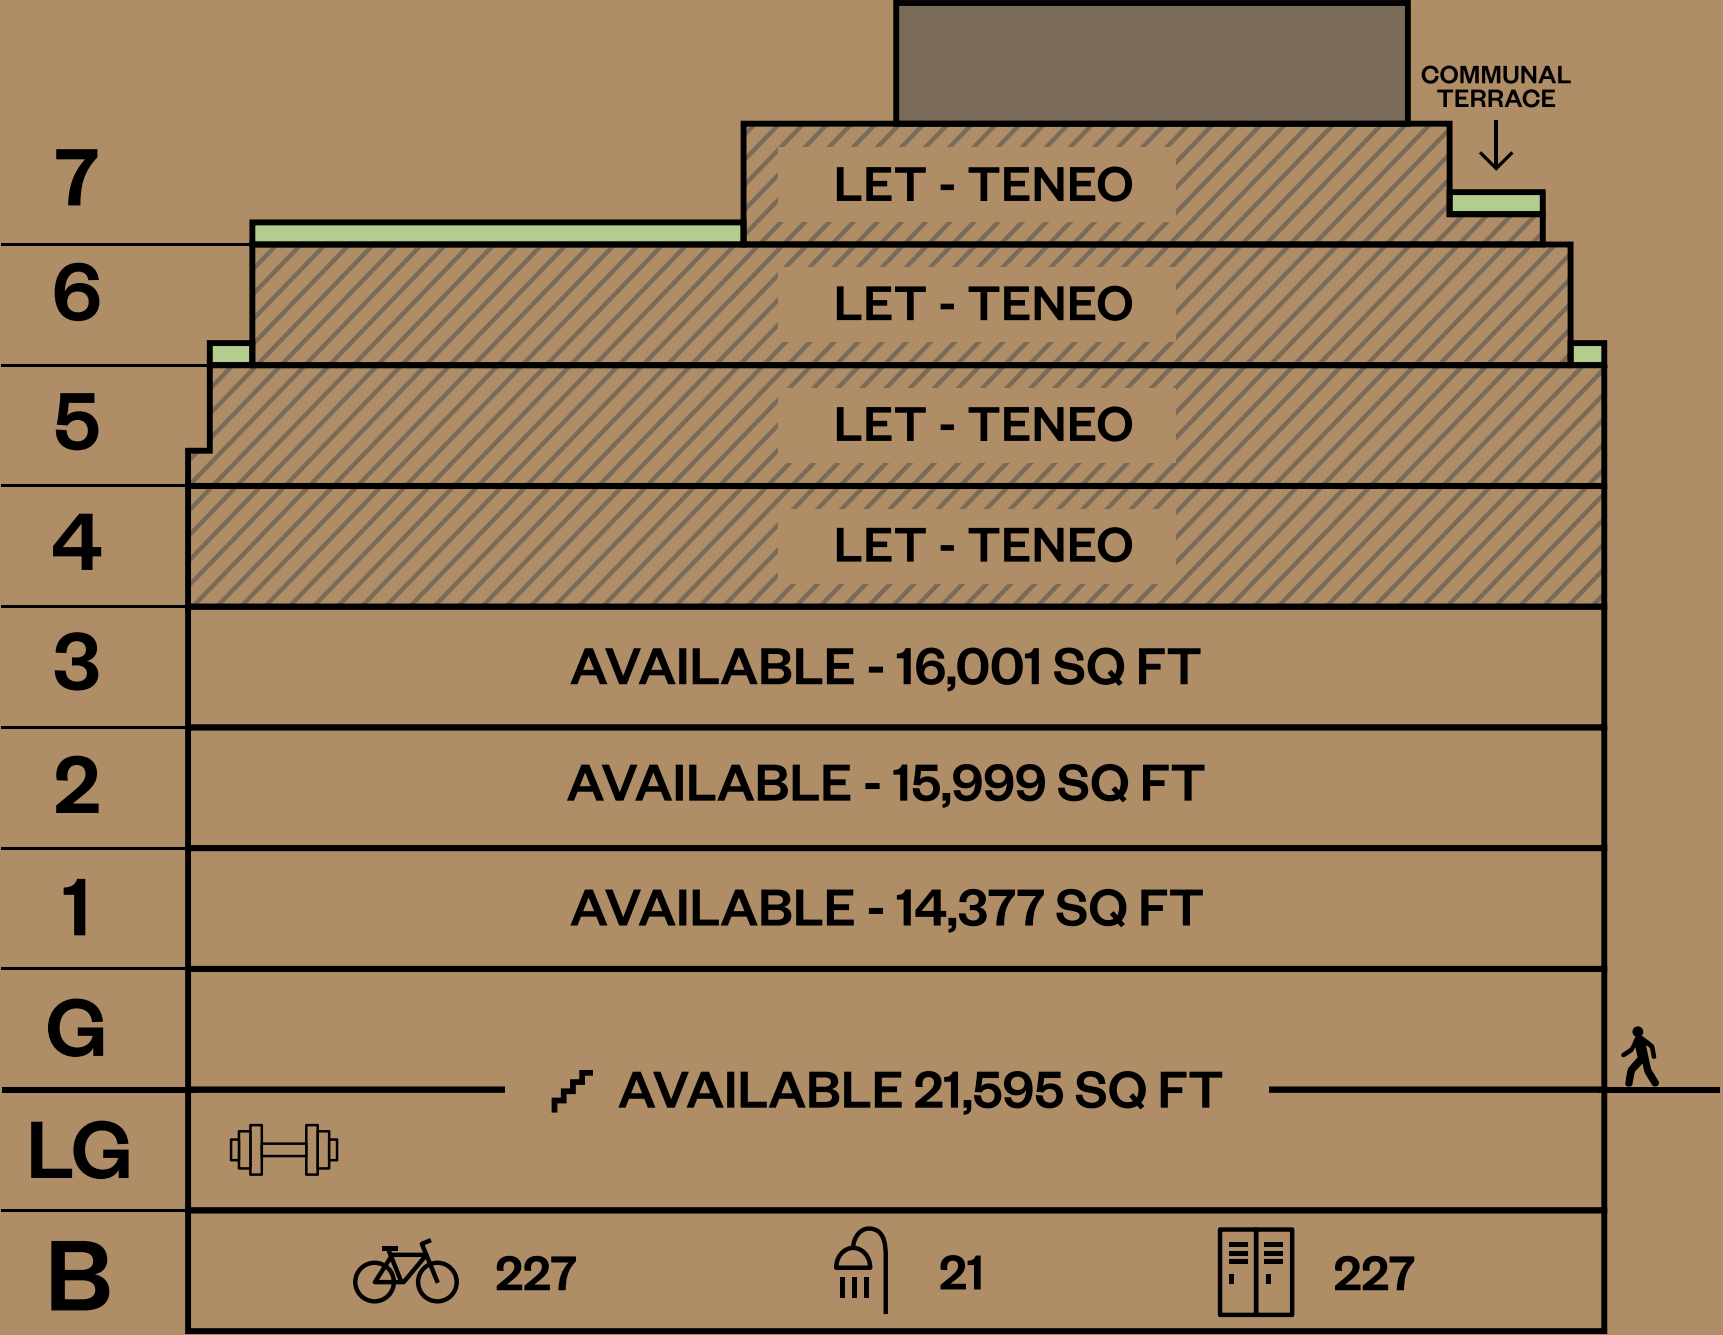 COMMUNAL
TERRACE
7
LET - TENEO
6
LET - TENEO
5
LET - TENEO
4
LET - TENEO
3
AVAILABLE - 16,001 SQ FT
2
AVAILABLE - 15,999 SQ FT
1
AVAILABLE - 14,377 SQ FT
G
AVAILABLE 21,595 SQ FT
LG
B
227
21
227